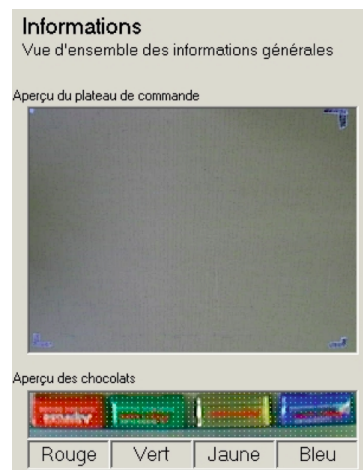 Informations
Vue d'ensemble des informations générales
Aperçu du plateau de commande
Aperçu des chocolats
Rouge Vert Jaune Bleu